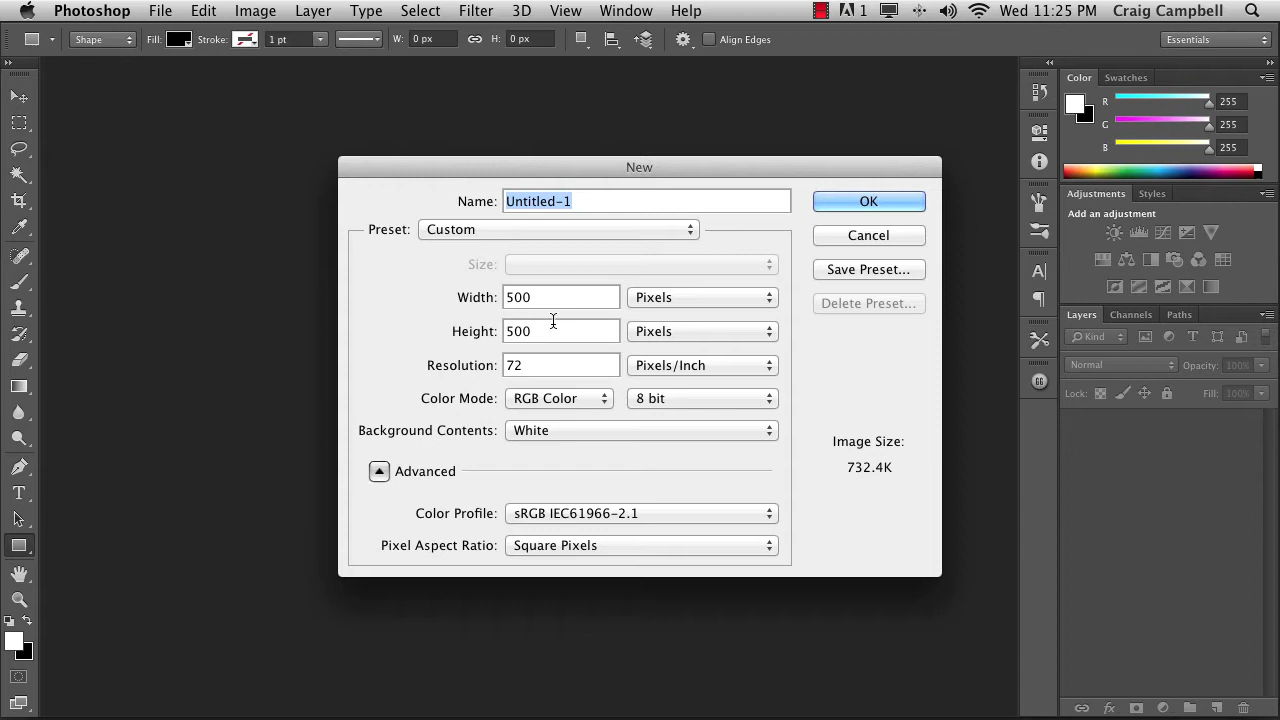 Photoshop File Edit Image Layer Type Select Filter 3D View Window Help 1 Wed 11:25 PM Craig Campbell
Shape Fill: Stroke: 1 pt W: 0 px H: 0 px Align Edges Essentials
Color Swatches
R 255
G 255
B 255
Adjustments Styles
Add an adjustment
Layers Channels Paths
Kind
Normal Opacity: 100%
Lock: Fill: 100%
New
Name: Untitled-1 OK
Preset: Custom Cancel
Size: Save Preset...
Width: 500 Pixels
Delete Preset...
Height: 500 Pixels
Resolution: 72 Pixels/Inch
Color Mode: RGB Color 8 bit
Background Contents: White
Image Size:
732.4K
Advanced
Color Profile: sRGB IEC61966-2.1
Pixel Aspect Ratio: Square Pixels